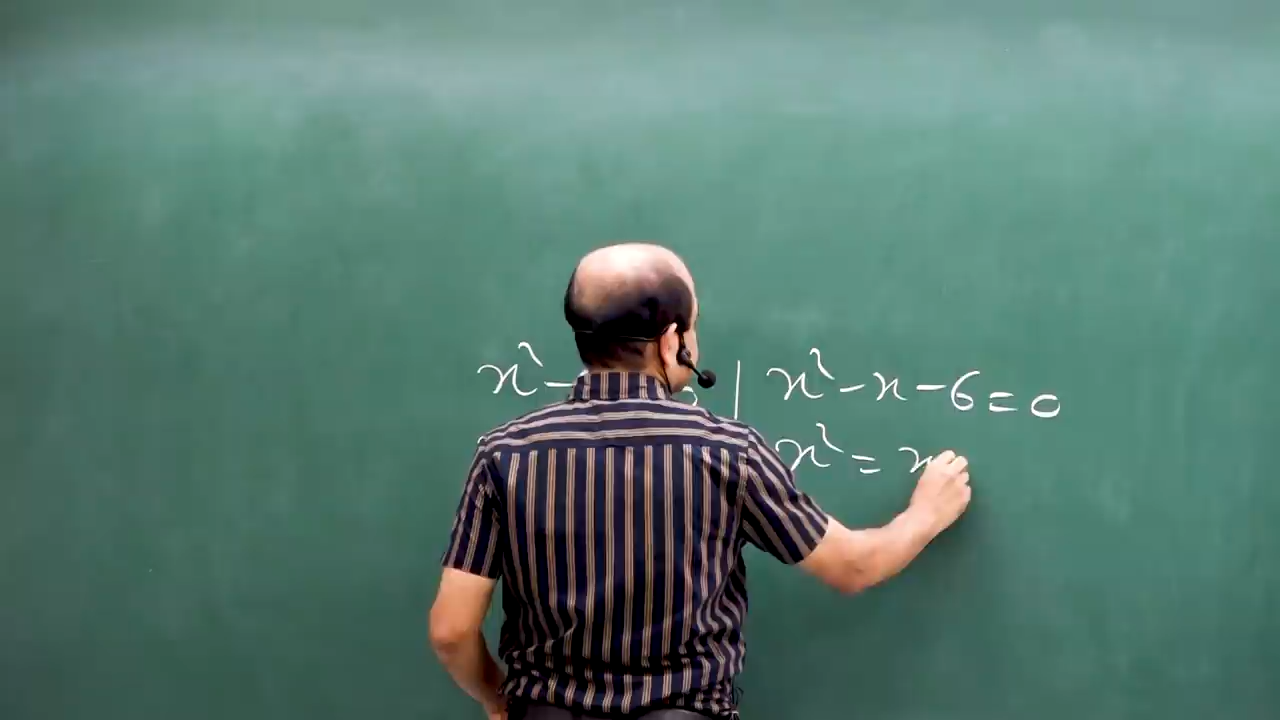 x² - | x² - x - 6 = 0
x² = x